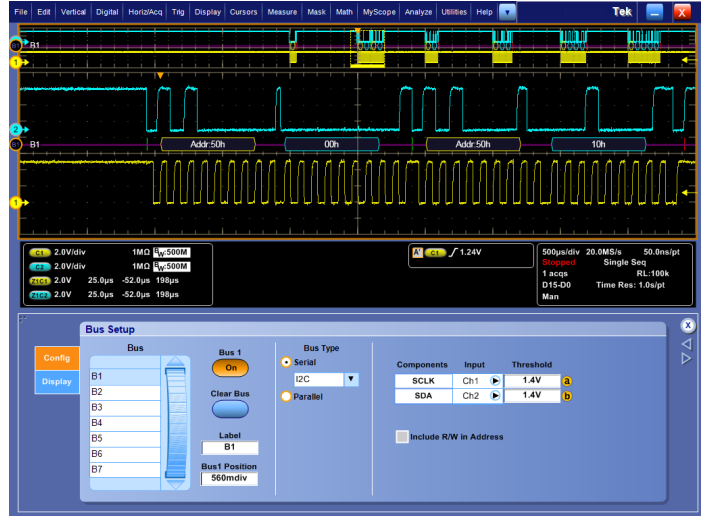 File Edit Vertical Digital Horiz/Acq Trig Display Cursors Measure Mask Math MyScope Analyze Utilities Help Tek X
B1
1
2
B1 B1 Addr:50h 00h Addr:50h 10h
1
C1 2.0V/div 1MΩ BW:500M
C2 2.0V/div 1MΩ BW:500M
Z1C1 2.0V 25.0µs -52.0µs 198µs
Z1C2 2.0V 25.0µs -52.0µs 198µs
A' C1 1.24V
500µs/div 20.0MS/s 50.0ns/pt
Stopped Single Seq
1 acqs RL:100k
D15-D0 Time Res: 1.0s/pt
Man
Bus Setup
Config
Display
Bus
B1
B2
B3
B4
B5
B6
B7
Bus 1
On
Clear Bus
Label
B1
Bus1 Position
560mdiv
Bus Type
Serial
I2C
Parallel
Components Input Threshold
SCLK Ch1 1.4V a
SDA Ch2 1.4V b
Include R/W in Address
X